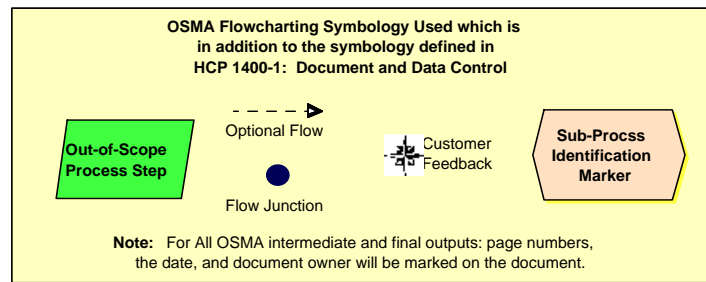 OSMA Flowcharting Symbology Used which is
in addition to the symbology defined in
HCP 1400-1: Document and Data Control
Out-of-Scope
Process Step
Optional Flow
Flow Junction
Customer
Feedback
Sub-Procss
Identification
Marker
Note: For All OSMA intermediate and final outputs: page numbers,
the date, and document owner will be marked on the document.